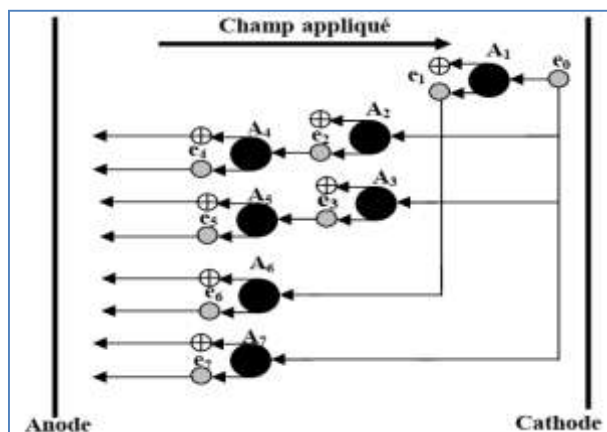 Champ appliqué
A₁
e₀
e₁
A₂
A₄
e₂
e₄
A₃
A₅
e₃
e₅
A₆
e₆
A₇
e₇
Anode
Cathode